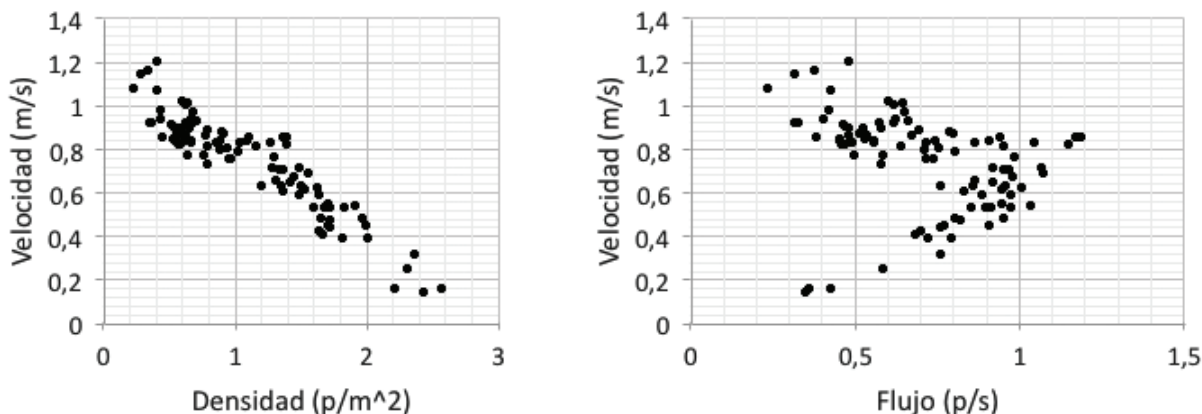 1,4
1,2
1
0,8
0,6
0,4
0,2
0
Velocidad (m/s)
0 1 2 3
Densidad (p/m^2)
1,4
1,2
1
0,8
0,6
0,4
0,2
0
Velocidad (m/s)
0 0,5 1 1,5
Flujo (p/s)